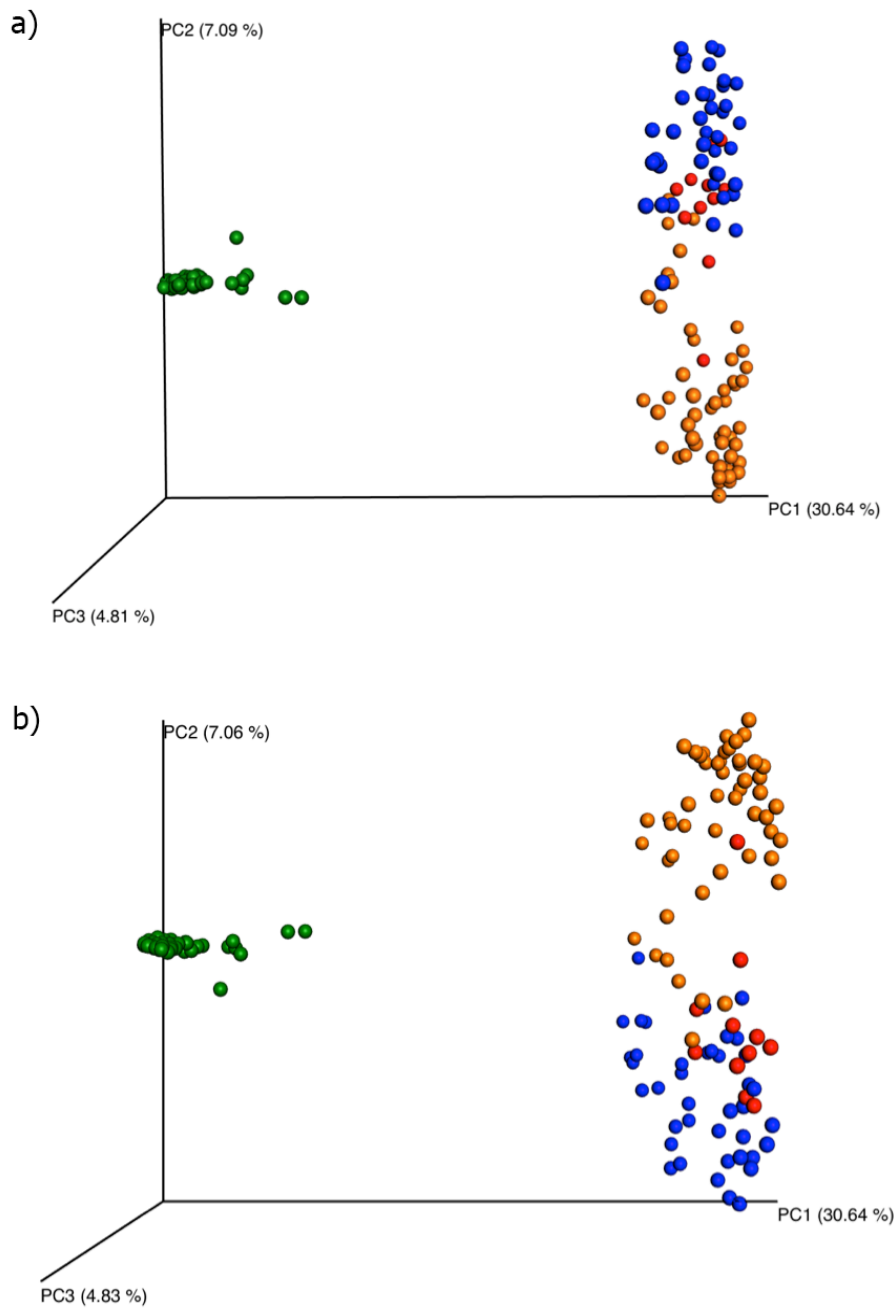 a)
PC2 (7.09 %)
PC1 (30.64 %)
PC3 (4.81 %)
b)
PC2 (7.06 %)
PC1 (30.64 %)
PC3 (4.83 %)